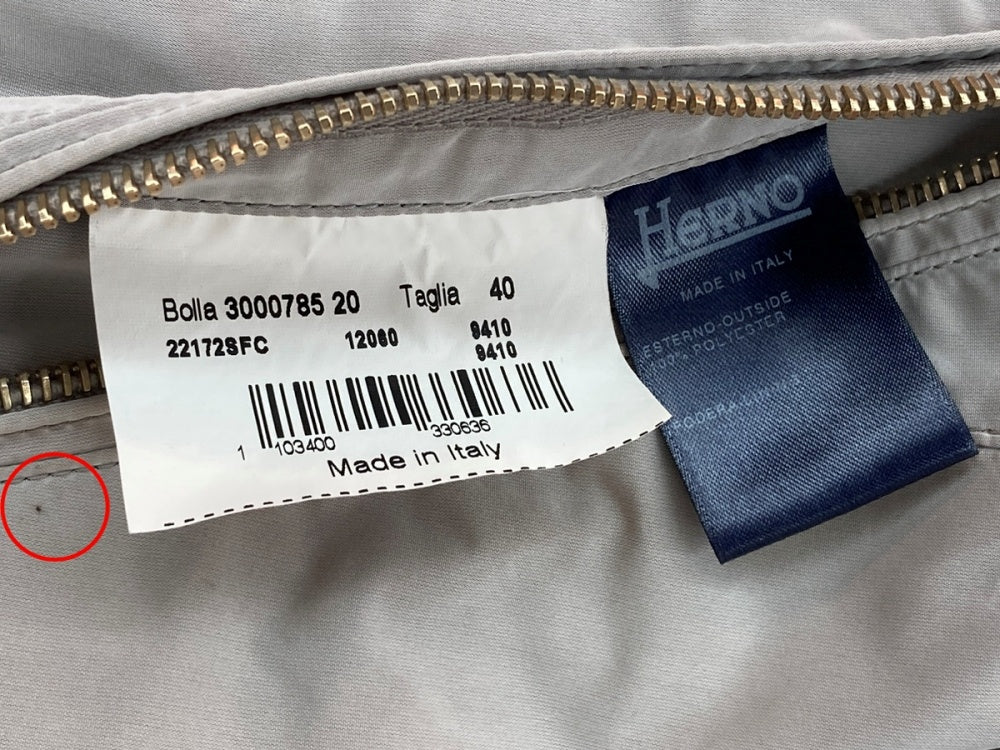 Bolla 3000785 20 Taglia 40
22172SFC 12060 9410
9410
1 103400 330636
Made in Italy
HERNO
MADE IN ITALY
ESTERNO-OUTSIDE
100% POLYESTER